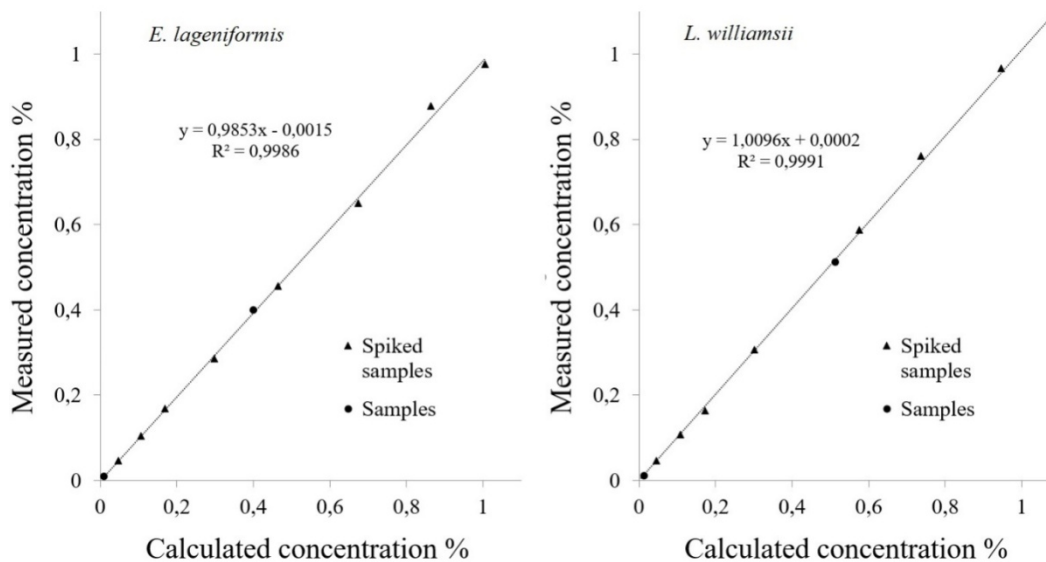 E. lageniformis
y = 0,9853x - 0,0015
R² = 0,9986
Measured concentration %
1
0,8
0,6
0,4
0,2
0
Spiked
samples
Samples
0 0,2 0,4 0,6 0,8 1
Calculated concentration %
L. williamsii
y = 1,0096x + 0,0002
R² = 0,9991
Measured concentration %
1
0,8
0,6
0,4
0,2
0
Spiked
samples
Samples
0 0,2 0,4 0,6 0,8 1
Calculated concentration %